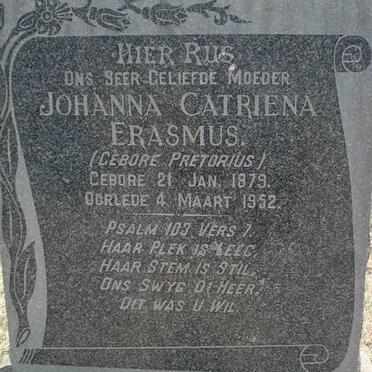 HIER RUS
ONS SEER GELIEFDE MOEDER
JOHANNA CATRIENA
ERASMUS.
(GEBORE PRETORIUS)
GEBORE 21 JAN. 1879.
OORLEDE 4 MAART 1952.
PSALM 103 VERS 7.
HAAR PLEK IS LEEG.
HAAR STEM IS STIL,
ONS SWYG O! HEER,
DIT WAS U WIL.